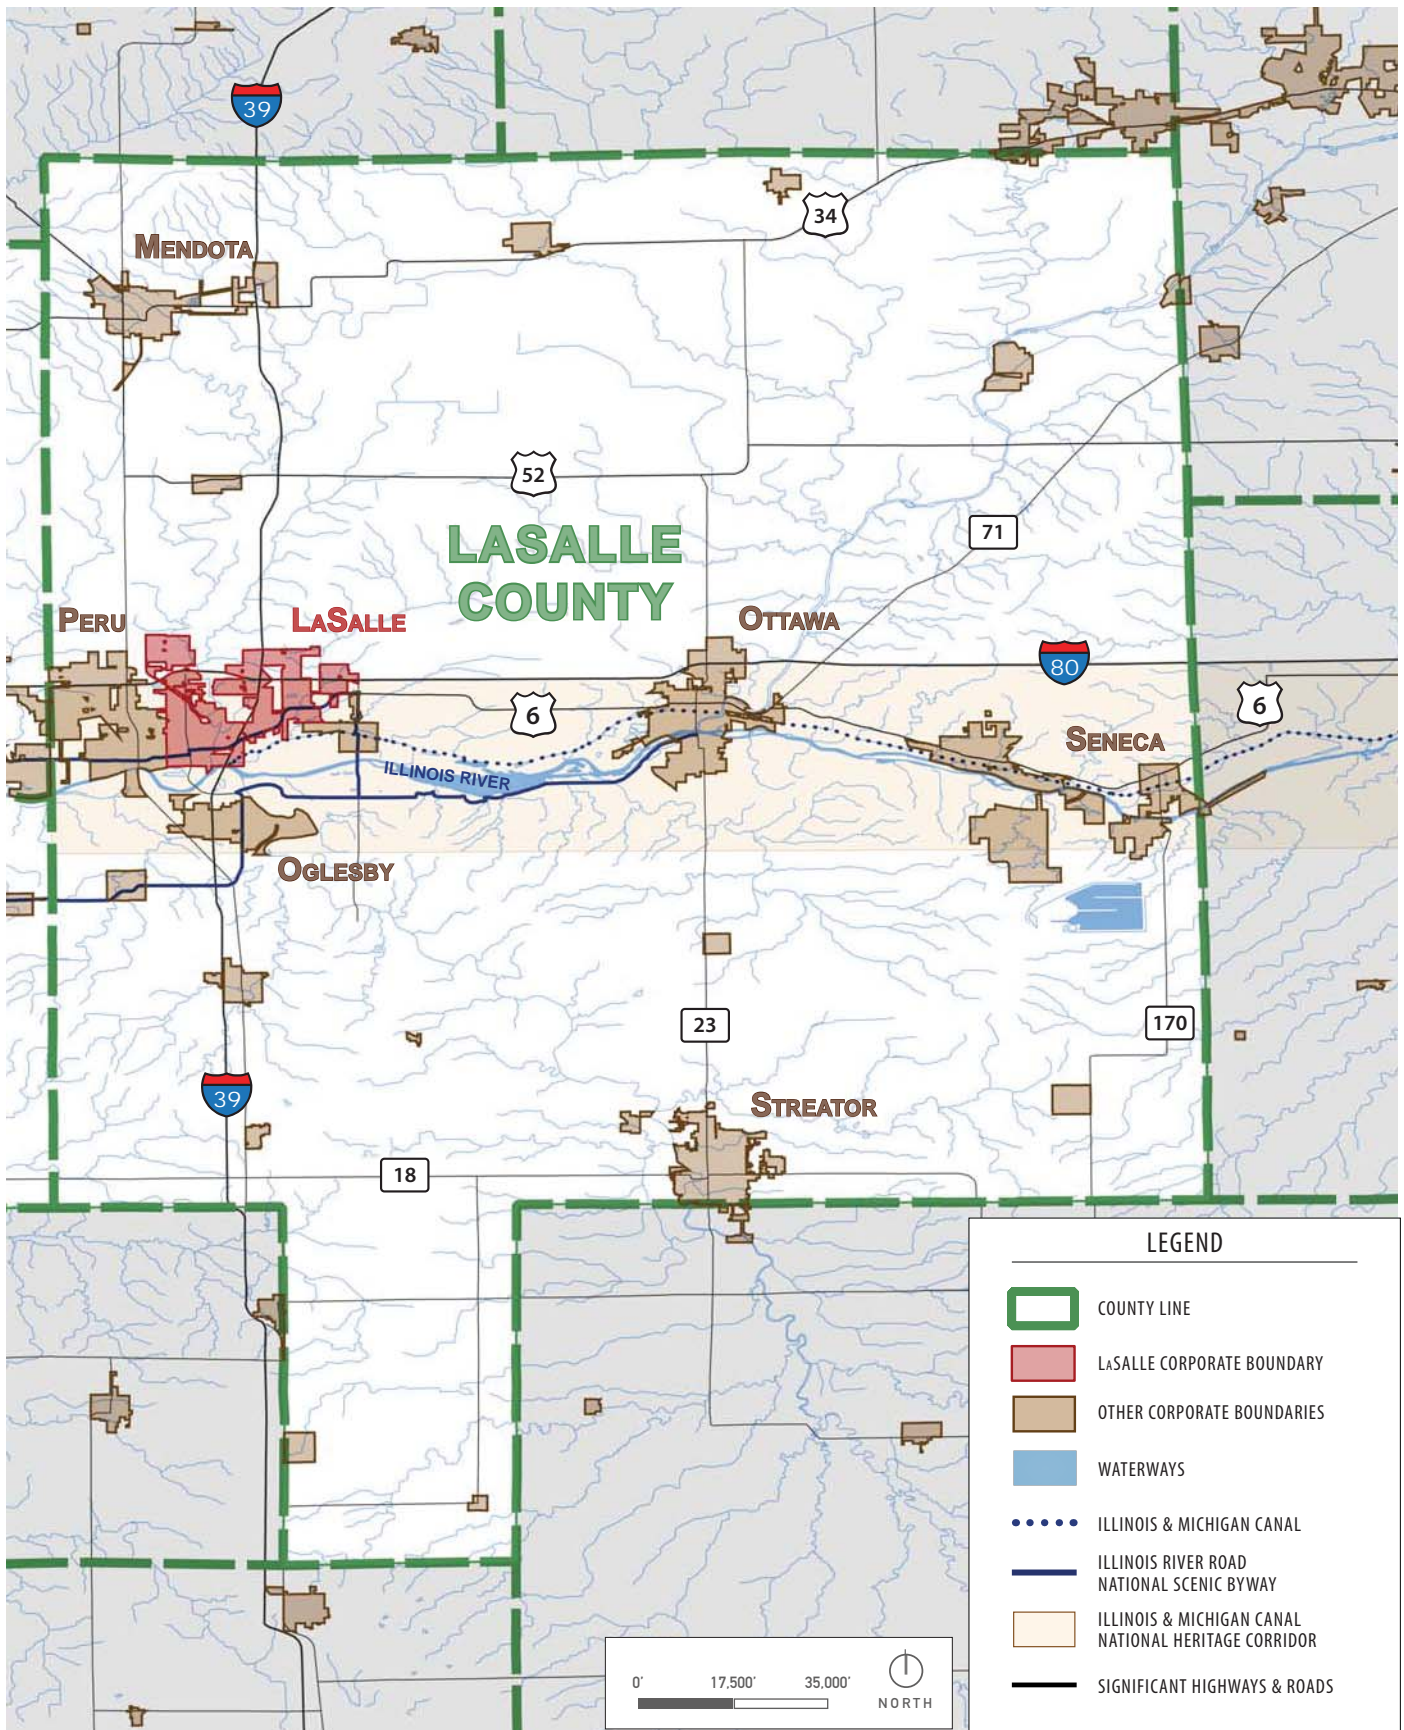 39
34
MENDOTA
52
LASALLE
COUNTY
71
PERU
LASALLE
OTTAWA
80
6
6
SENECA
ILLINOIS RIVER
OGLESBY
23
170
39
STREATOR
18
LEGEND
COUNTY LINE
LASALLE CORPORATE BOUNDARY
OTHER CORPORATE BOUNDARIES
WATERWAYS
ILLINOIS & MICHIGAN CANAL
ILLINOIS RIVER ROAD
NATIONAL SCENIC BYWAY
ILLINOIS & MICHIGAN CANAL
NATIONAL HERITAGE CORRIDOR
SIGNIFICANT HIGHWAYS & ROADS
0' 17,500' 35,000'
NORTH